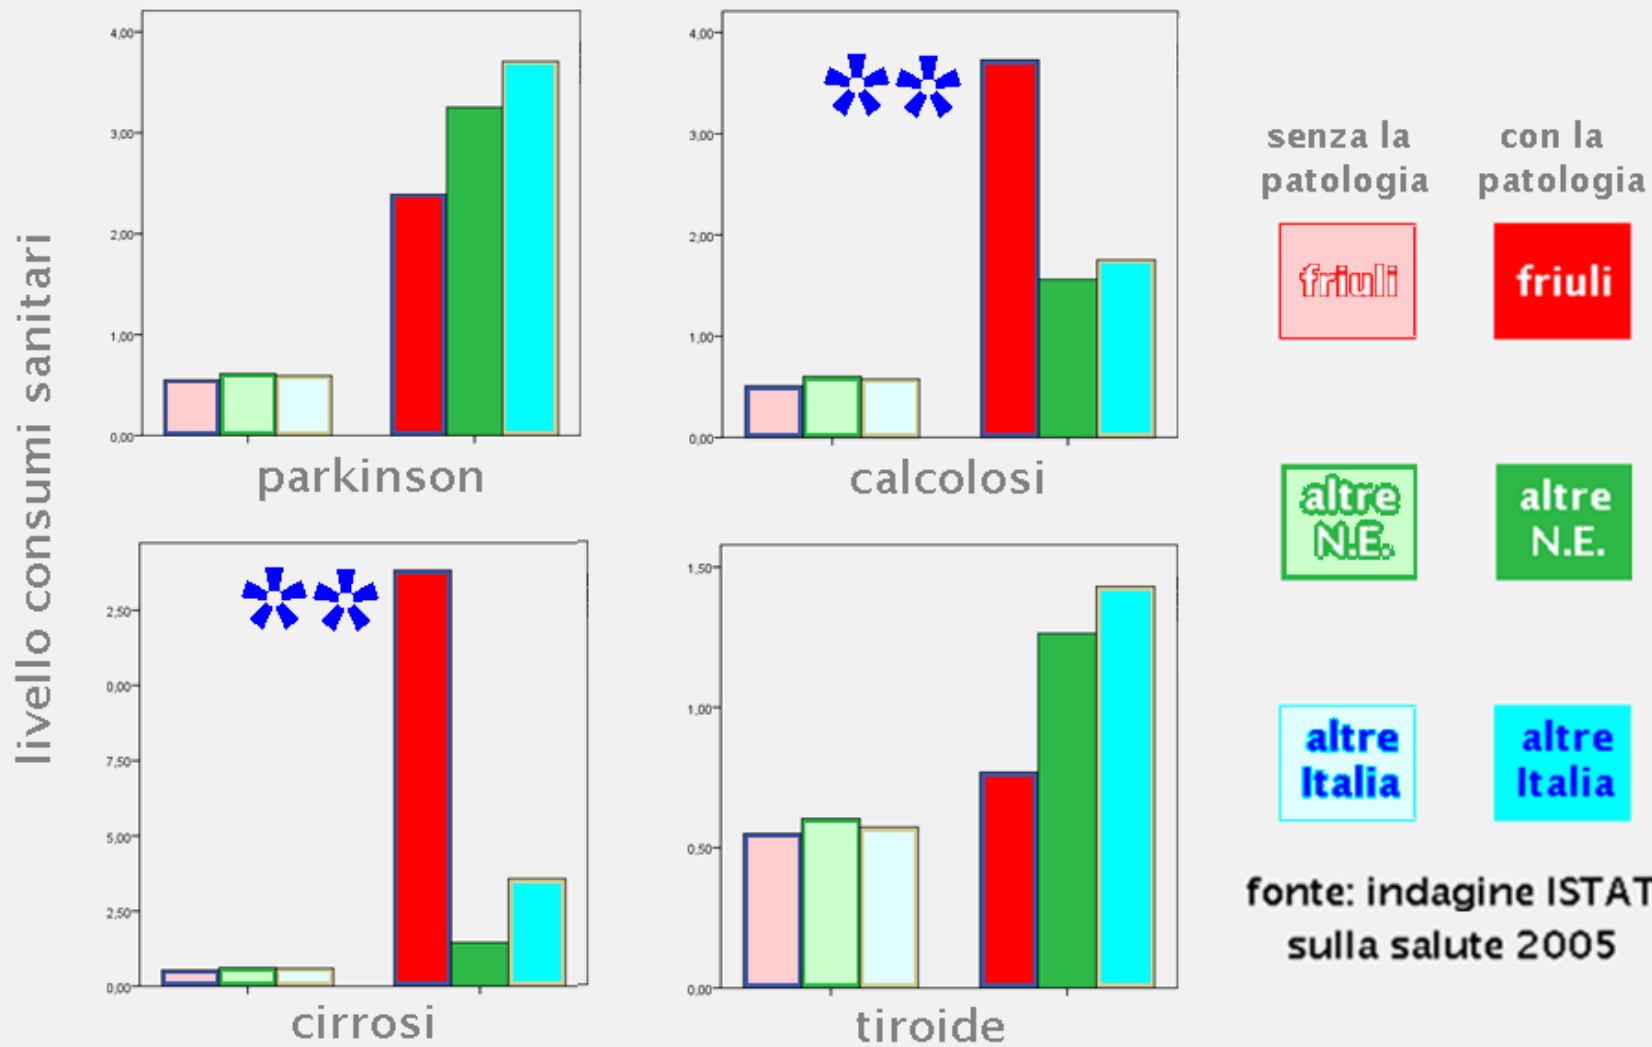 livello consumi sanitari
4,00
3,00
2,00
1,00
0,00
parkinson
4,00
**
3,00
2,00
1,00
0,00
calcolosi
**
2,50
0,00
7,50
5,00
2,50
0,00
cirrosi
1,50
1,00
0,50
0,00
tiroide
senza la
patologia
con la
patologia
friuli
friuli
altre
N.E.
altre
N.E.
altre
Italia
altre
Italia
fonte: indagine ISTAT
sulla salute 2005